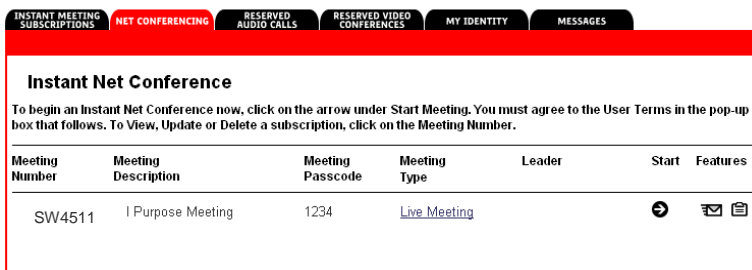 INSTANT MEETING SUBSCRIPTIONS NET CONFERENCING RESERVED AUDIO CALLS RESERVED VIDEO CONFERENCES MY IDENTITY MESSAGES
Instant Net Conference
To begin an Instant Net Conference now, click on the arrow under Start Meeting. You must agree to the User Terms in the pop-up
box that follows. To View, Update or Delete a subscription, click on the Meeting Number.
Meeting Number Meeting Description Meeting Passcode Meeting Type Leader Start Features
SW4511 l Purpose Meeting 1234 Live Meeting